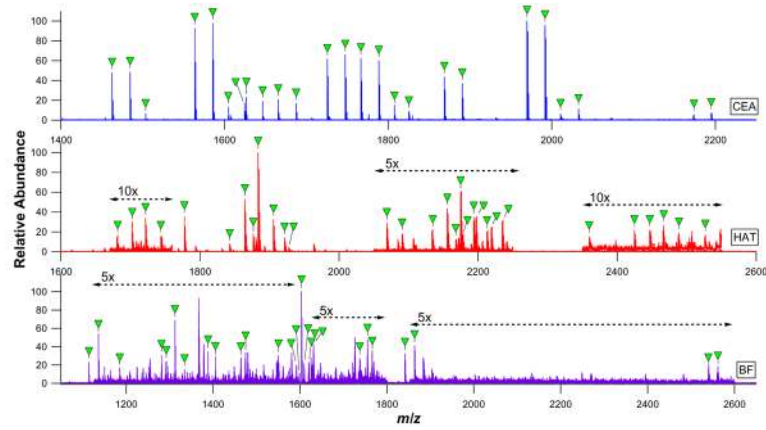 100
80
60
40
20
0
CEA
1400 1600 1800 2000 2200
100
80
60
40
20
0
10x
5x
10x
HAT
1600 1800 2000 2200 2400 2600
100
80
60
40
20
0
5x
5x
5x
BF
1200 1400 1600 1800 2000 2200 2400 2600
Relative Abundance
m/z